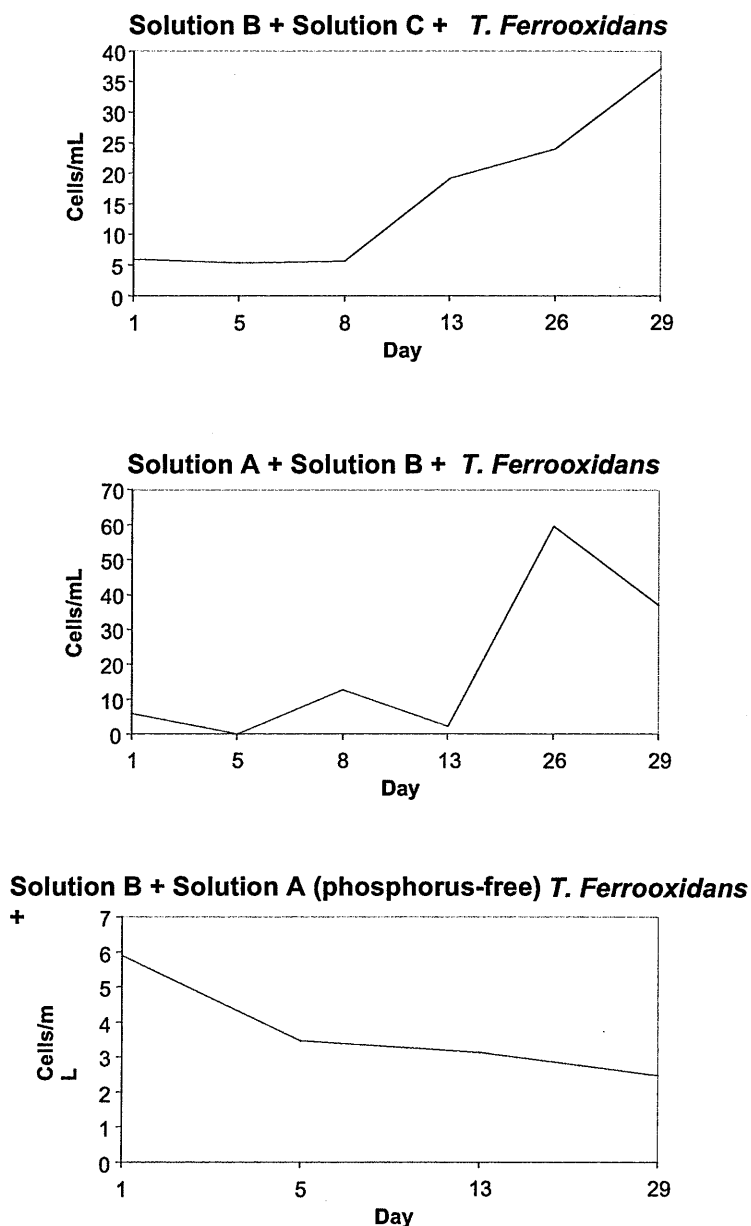 Solution B + Solution C + T. Ferrooxidans
40
35
30
25
20
15
10
5
0
Cells/mL
1 5 8 13 26 29
Day
Solution A + Solution B + T. Ferrooxidans
70
60
50
40
30
20
10
0
Cells/mL
1 5 8 13 26 29
Day
Solution B + Solution A (phosphorus-free) T. Ferrooxidans
+
7
6
5
4
3
2
1
0
Cells/m
L
1 5 13 29
Day